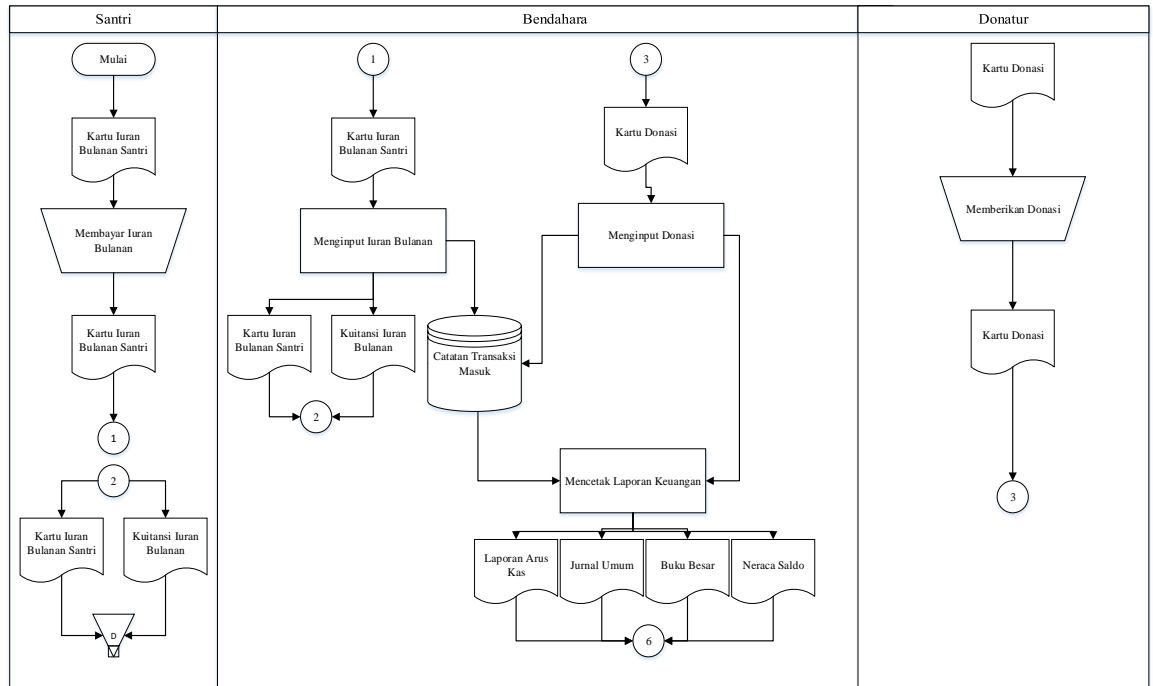 Santri
Bendahara
Donatur
Mulai
Kartu Iuran
Bulanan Santri
Membayar Iuran
Bulanan
Kartu Iuran
Bulanan Santri
1
2
Kartu Iuran
Bulanan Santri
Kuitansi Iuran
Bulanan
D
1
Kartu Iuran
Bulanan Santri
Menginput Iuran Bulanan
Kartu Iuran
Bulanan Santri
Kuitansi Iuran
Bulanan
2
3
Kartu Donasi
Menginput Donasi
Catatan Transaksi
Masuk
Mencetak Laporan Keuangan
Laporan Arus
Kas
Jurnal Umum
Buku Besar
Neraca Saldo
6
Kartu Donasi
Memberikan Donasi
Kartu Donasi
3